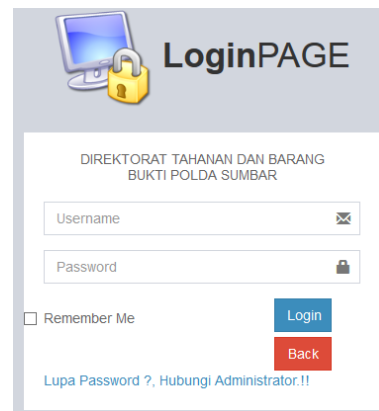 LoginPAGE
DIREKTORAT TAHANAN DAN BARANG
BUKTI POLDA SUMBAR
Username
Password
Remember Me
Login
Back
Lupa Password ?, Hubungi Administrator.!!